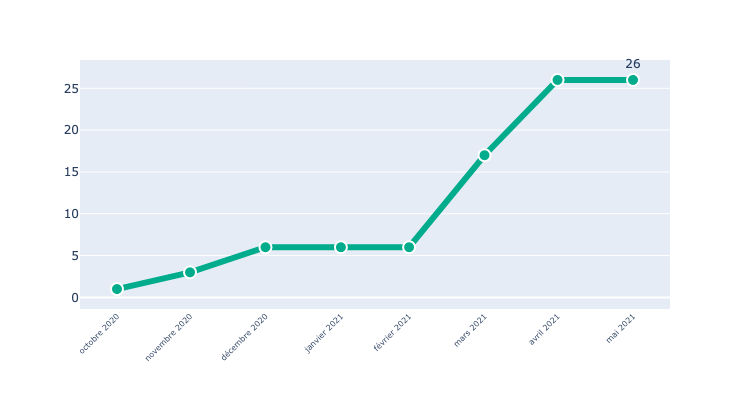 26
25
20
15
10
5
0
octobre 2020
novembre 2020
décembre 2020
janvier 2021
février 2021
mars 2021
avril 2021
mai 2021